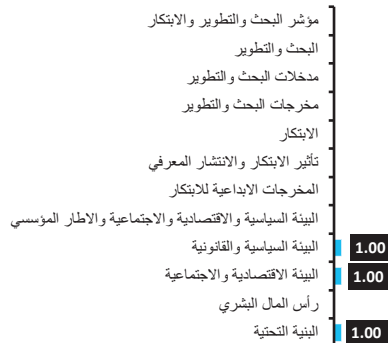 مؤشر البحث والتطوير والابتكار
البحث والتطوير
مدخلات البحث والتطوير
مخرجات البحث والتطوير
الابتكار
تأثير الابتكار والانتشار المعرفي
المخرجات الابداعية للابتكار
البيئة السياسية والاقتصادية والاجتماعية والاطار المؤسسي
البيئة السياسية والقانونية 1.00
البيئة الاقتصادية والاجتماعية 1.00
رأس المال البشري
البنية التحتية 1.00